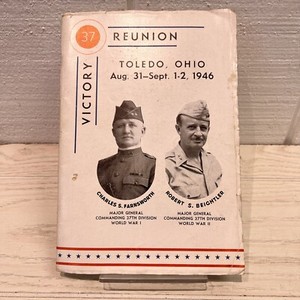 37
REUNION
VICTORY
TOLEDO, OHIO
Aug. 31—Sept. 1-2, 1946
CHARLES S. FARNSWORTH
MAJOR GENERAL
COMMANDING 37TH DIVISION
WORLD WAR I
ROBERT S. BEIGHTLER
MAJOR GENERAL
COMMANDING 37TH DIVISION
WORLD WAR II